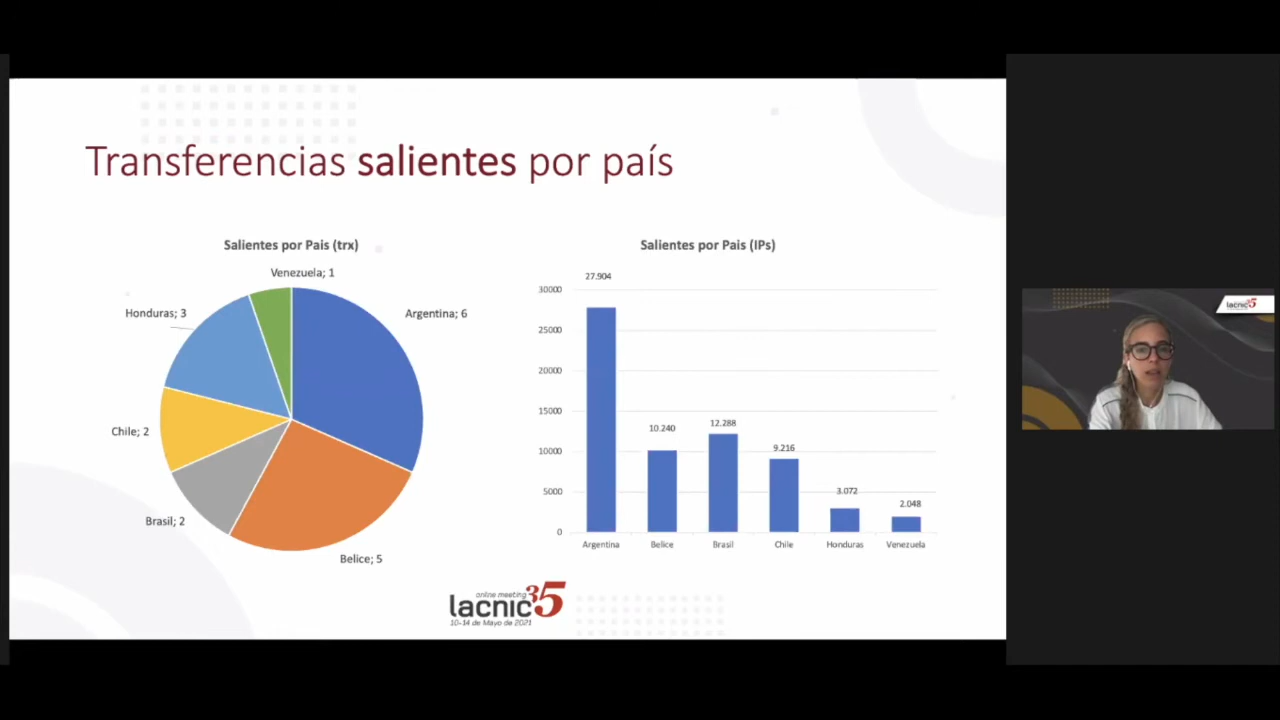 Transferencias salientes por país
Salientes por Pais (trx)
Venezuela; 1
Honduras; 3
Argentina; 6
Chile; 2
Brasil; 2
Belice; 5
Salientes por Pais (IPs)
27.904
30000
25000
20000
15000
12.288
10.240
10000
9.216
5000
3.072
2.048
0
Argentina
Belice
Brasil
Chile
Honduras
Venezuela
online meeting
lacnic35
10-14 de Mayo de 2021
lacnic35